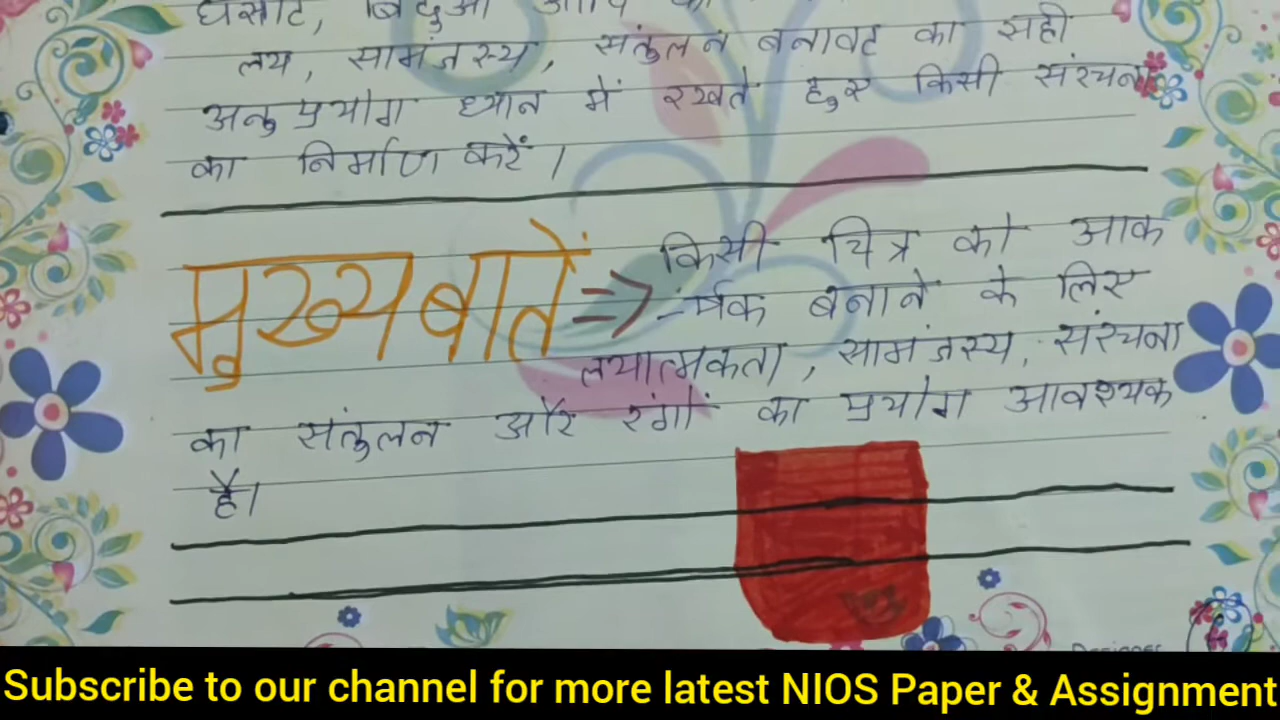 लय, सामंजस्य, संतुलन बनावट का सही
अनुप्रयोग ध्यान में रखते हुए किसी संरचना
का निर्माण करें।
मुख्य बातें => किसी चित्र को आक
-र्षक बनाने के लिए
लयात्मकता, सामंजस्य, संरचना
का संतुलन और रंगों का प्रयोग आवश्यक
है।
Subscribe to our channel for more latest NIOS Paper & Assignment